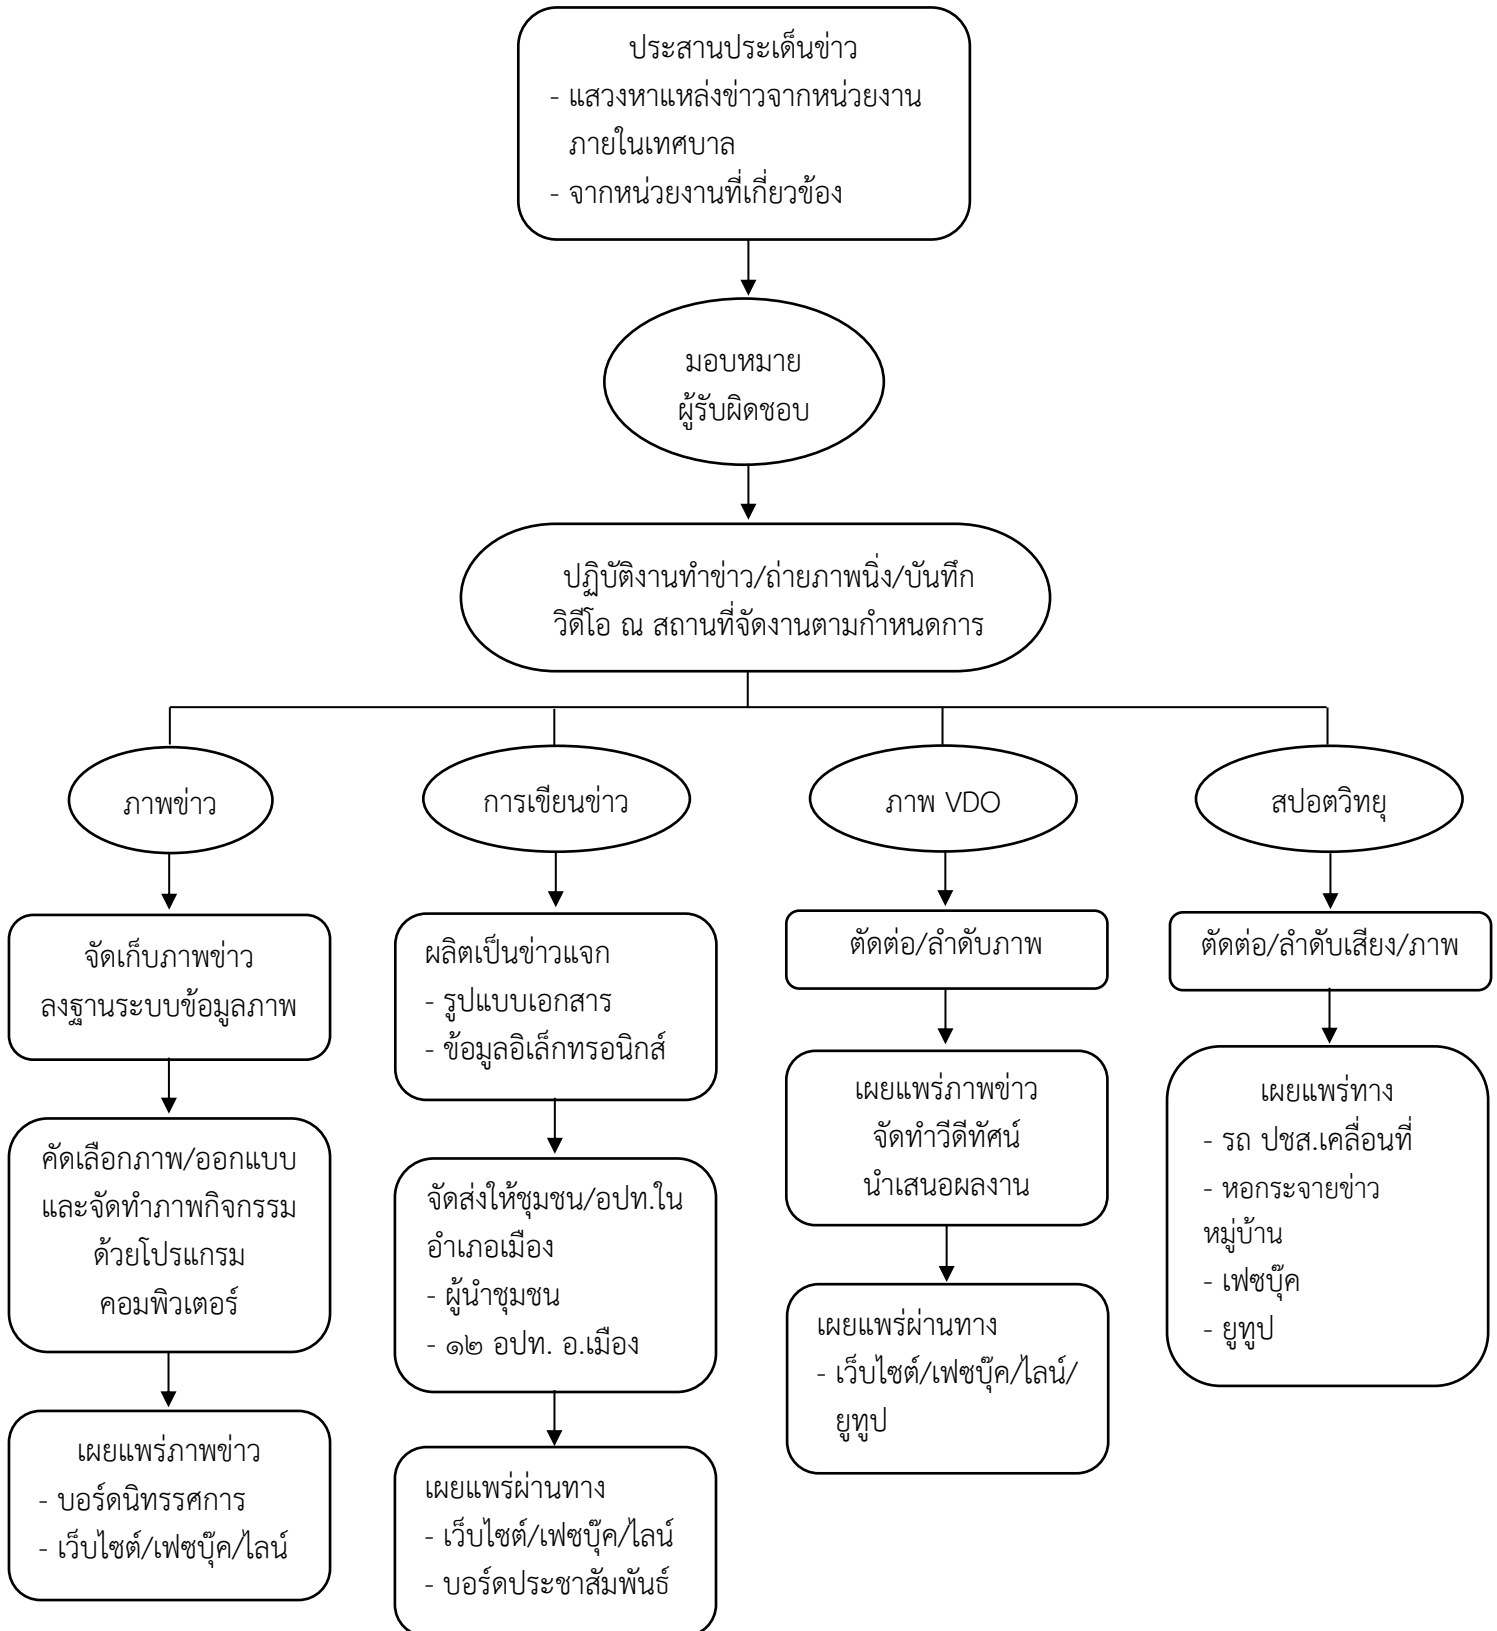 ประสานประเด็นข่าว
- แสวงหาแหล่งข่าวจากหน่วยงาน
ภายในเทศบาล
- จากหน่วยงานที่เกี่ยวข้อง
มอบหมาย
ผู้รับผิดชอบ
ปฏิบัติงานทำข่าว/ถ่ายภาพนิ่ง/บันทึก
วิดีโอ ณ สถานที่จัดงานตามกำหนดการ
ภาพข่าว
จัดเก็บภาพข่าว
ลงฐานระบบข้อมูลภาพ
คัดเลือกภาพ/ออกแบบ
และจัดทำภาพกิจกรรม
ด้วยโปรแกรม
คอมพิวเตอร์
เผยแพร่ภาพข่าว
- บอร์ดนิทรรศการ
- เว็บไซต์/เฟซบุ๊ค/ไลน์
การเขียนข่าว
ผลิตเป็นข่าวแจก
- รูปแบบเอกสาร
- ข้อมูลอิเล็กทรอนิกส์
จัดส่งให้ชุมชน/อปท.ใน
อำเภอเมือง
- ผู้นำชุมชน
- ๑๒ อปท. อ.เมือง
เผยแพร่ผ่านทาง
- เว็บไซต์/เฟซบุ๊ค/ไลน์
- บอร์ดประชาสัมพันธ์
ภาพ VDO
ตัดต่อ/ลำดับภาพ
เผยแพร่ภาพข่าว
จัดทำวีดีทัศน์
นำเสนอผลงาน
เผยแพร่ผ่านทาง
- เว็บไซต์/เฟซบุ๊ค/ไลน์/
ยูทูป
สปอตวิทยุ
ตัดต่อ/ลำดับเสียง/ภาพ
เผยแพร่ทาง
- รถ ปชส.เคลื่อนที่
- หอกระจายข่าว
หมู่บ้าน
- เฟซบุ๊ค
- ยูทูป